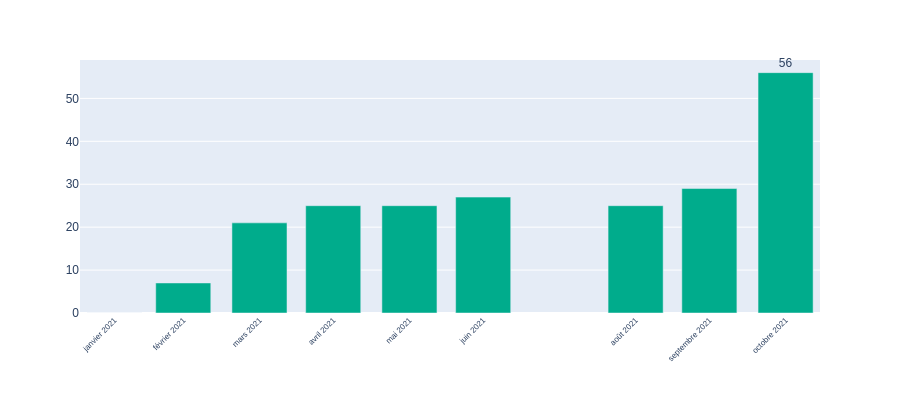 56
50
40
30
20
10
0
janvier 2021
février 2021
mars 2021
avril 2021
mai 2021
juin 2021
août 2021
septembre 2021
octobre 2021